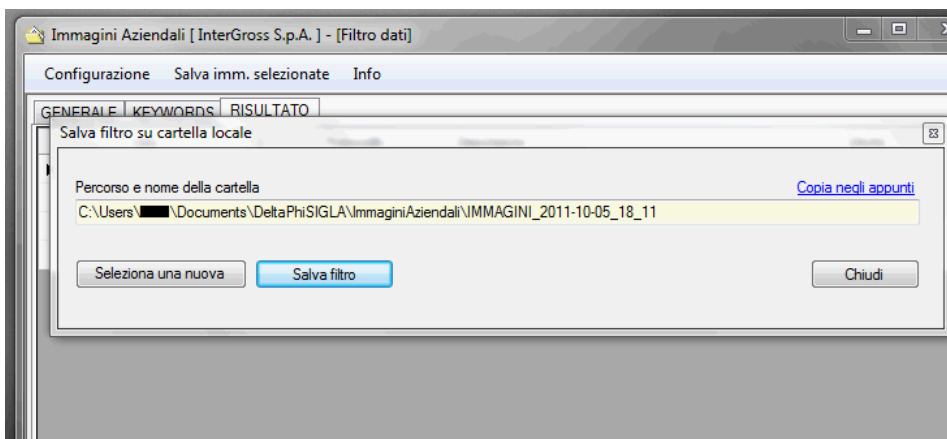 Immagini Aziendali [ InterGross S.p.A. ] - [Filtro dati]
Configurazione Salva imm. selezionate Info
GENERALE KEYWORDS RISULTATO
Salva filtro su cartella locale
Percorso e nome della cartella Copia negli appunti
C:\Users\ \Documents\DeltaPhiSIGLA\ImmaginiAziendali\IMMAGINI_2011-10-05_18_11
Seleziona una nuova Salva filtro Chiudi